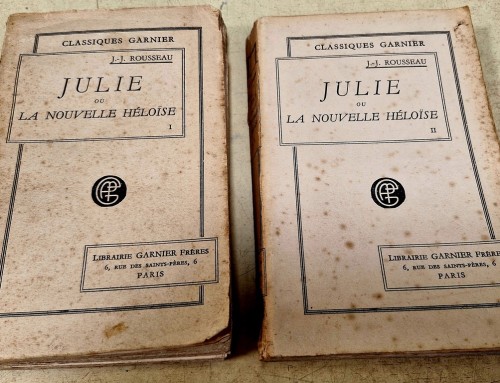 CLASSIQUES GARNIER
J.-J. ROUSSEAU
JULIE
OU
LA NOUVELLE HÉLOÏSE
I
LIBRAIRIE GARNIER FRÈRES
6, RUE DES SAINTS-PÈRES, 6
PARIS
CLASSIQUES GARNIER
J.-J. ROUSSEAU
JULIE
OU
LA NOUVELLE HÉLOÏSE
II
LIBRAIRIE GARNIER FRÈRES
6, RUE DES SAINTS-PÈRES, 6
PARIS